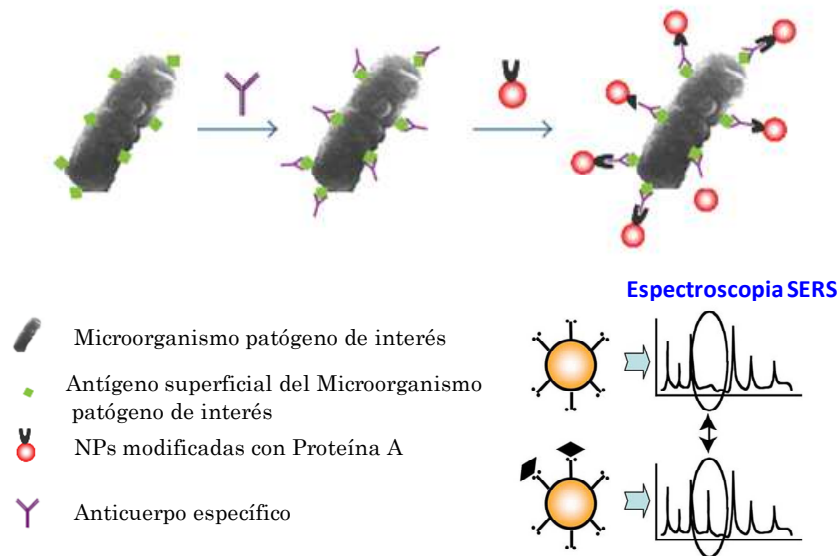 Espectroscopia SERS
Microorganismo patógeno de interés
Antígeno superficial del Microorganismo
patógeno de interés
NPs modificadas con Proteína A
Anticuerpo específico